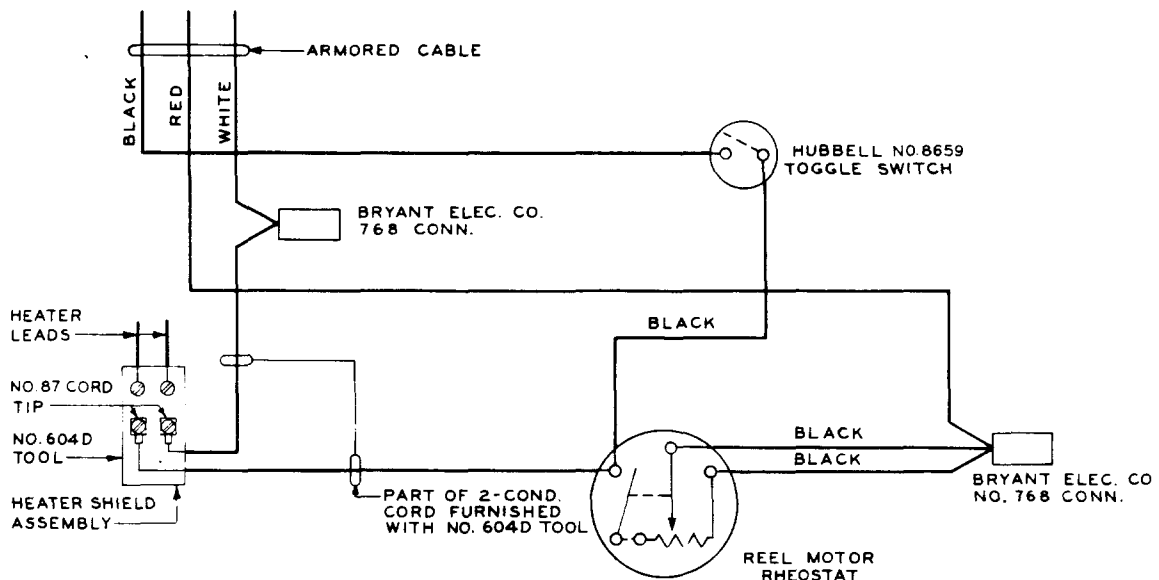 ARMORED CABLE
BLACK
RED
WHITE
HUBBELL NO.8659
TOGGLE SWITCH
BRYANT ELEC. CO.
768 CONN.
HEATER
LEADS
BLACK
NO.87 CORD
TIP
NO.604D
TOOL
HEATER SHIELD
ASSEMBLY
PART OF 2-COND.
CORD FURNISHED
WITH NO.604D TOOL
BLACK
BLACK
BRYANT ELEC. CO
NO. 768 CONN.
REEL MOTOR
RHEOSTAT